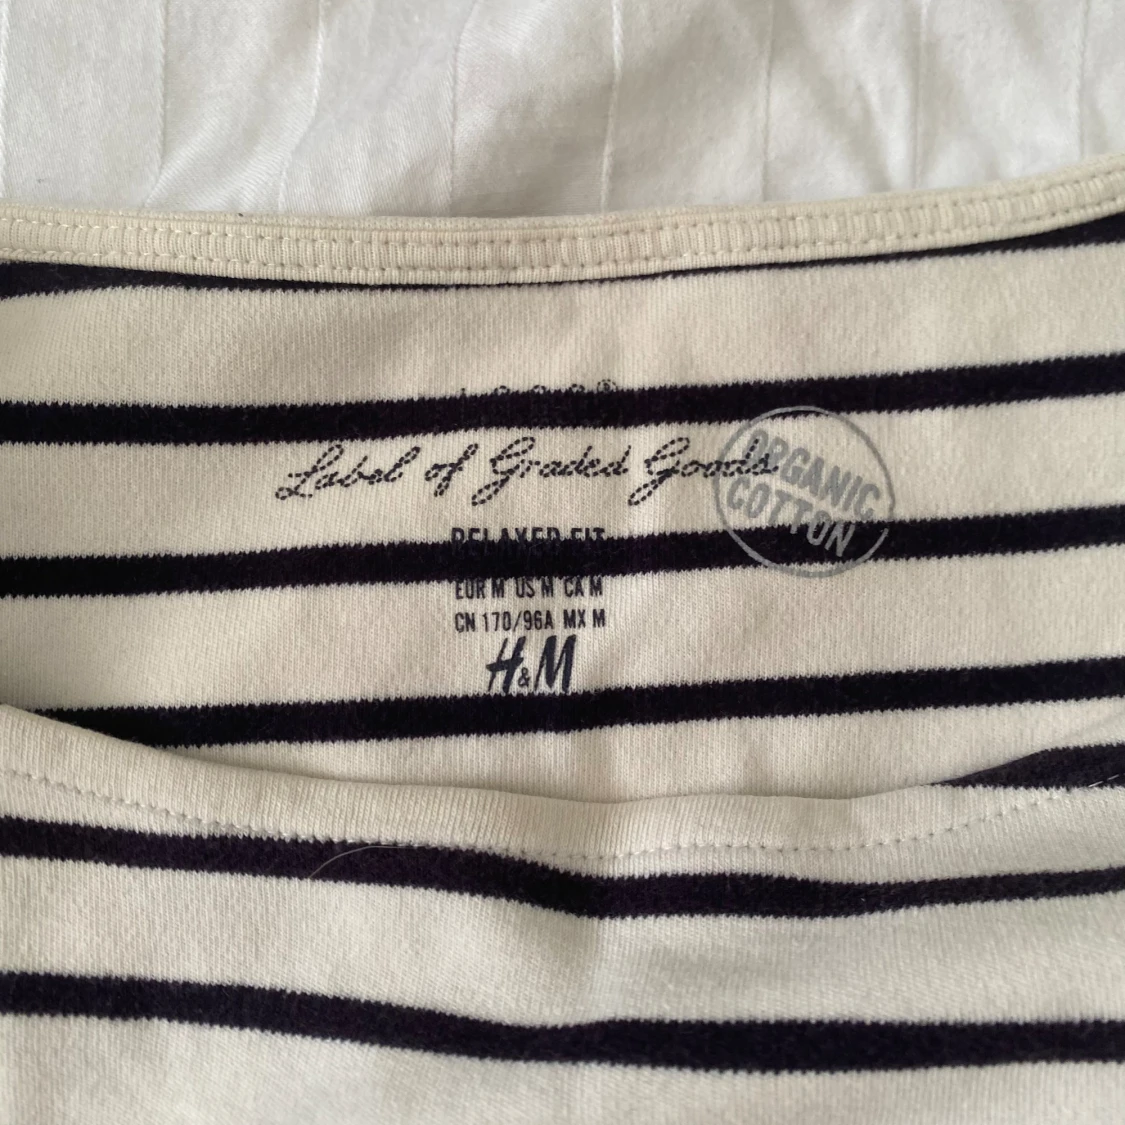 L.O.G.G.®
Label of Graded Goods
ORGANIC
COTTON
RELAXED FIT
EUR M US M CA M
CN 170/96A MX M
H&M